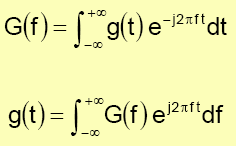 G(f) = ∫_{−∞}^{+∞} g(t) e^{−j2πft} dt
g(t) = ∫_{−∞}^{+∞} G(f) e^{j2πft} df